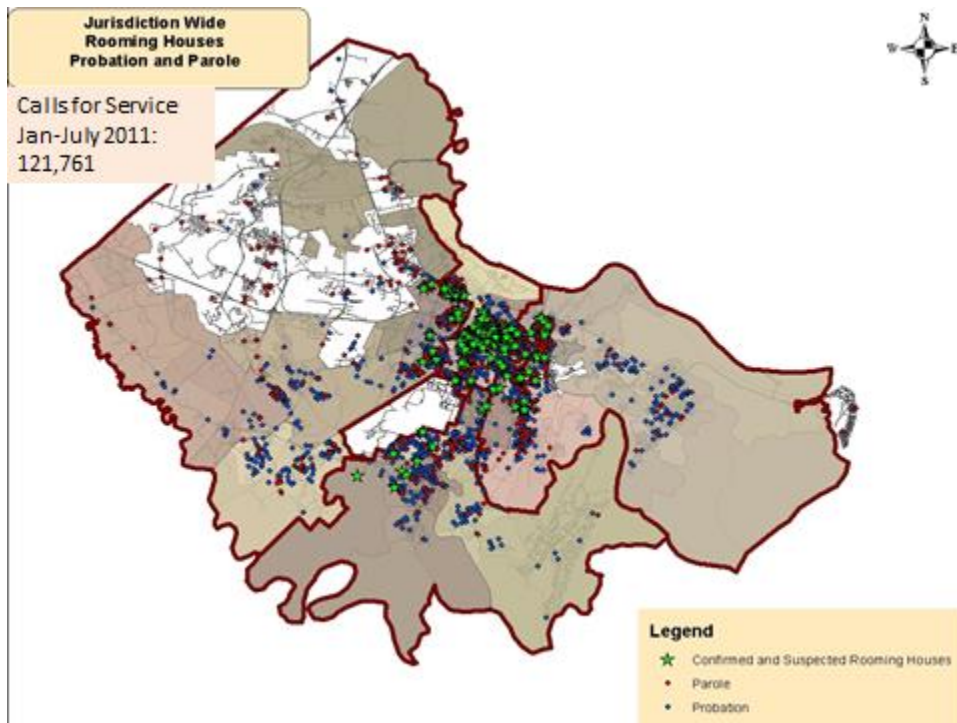 Jurisdiction Wide
Rooming Houses
Probation and Parole
Calls for Service
Jan-July 2011:
121,761
N
W E
S
Legend
Confirmed and Suspected Rooming Houses
Parole
Probation